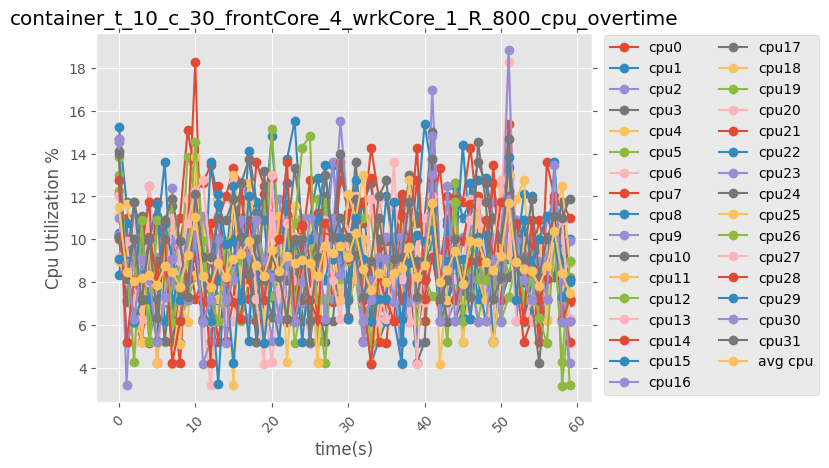 container_t_10_c_30_frontCore_4_wrkCore_1_R_800_cpu_overtime
Cpu Utilization %
18
16
14
12
10
8
6
4
0
10
20
30
40
50
60
time(s)
cpu0
cpu1
cpu2
cpu3
cpu4
cpu5
cpu6
cpu7
cpu8
cpu9
cpu10
cpu11
cpu12
cpu13
cpu14
cpu15
cpu16
cpu17
cpu18
cpu19
cpu20
cpu21
cpu22
cpu23
cpu24
cpu25
cpu26
cpu27
cpu28
cpu29
cpu30
cpu31
avg cpu